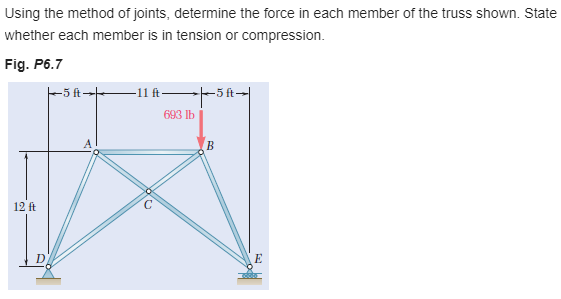 Using the method of joints, determine the force in each member of the truss shown. State
whether each member is in tension or compression.
Fig. P6.7
5 ft
11 ft
5 ft
693 lb
A
B
12 ft
C
D
E